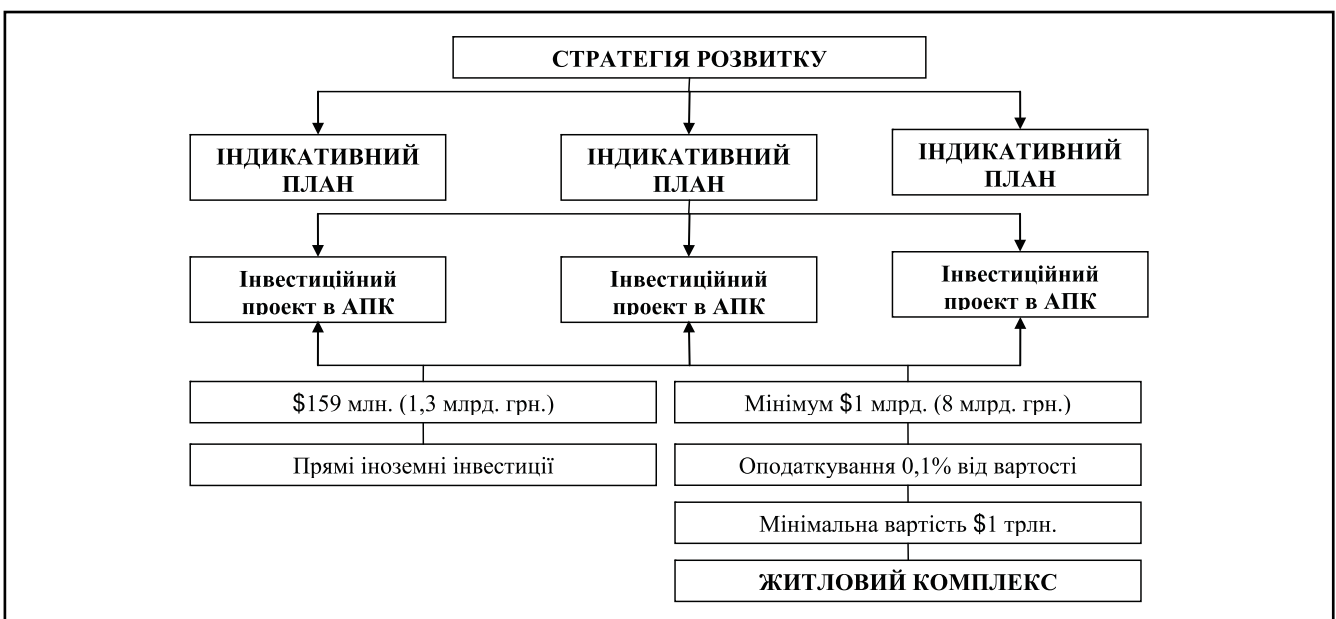 СТРАТЕГІЯ РОЗВИТКУ
ІНДИКАТИВНИЙ
ПЛАН
ІНДИКАТИВНИЙ
ПЛАН
ІНДИКАТИВНИЙ
ПЛАН
Інвестиційний
проект в АПК
Інвестиційний
проект в АПК
Інвестиційний
проект в АПК
$159 млн. (1,3 млрд. грн.)
Мінімум $1 млрд. (8 млрд. грн.)
Прямі іноземні інвестиції
Оподаткування 0,1% від вартості
Мінімальна вартість $1 трлн.
ЖИТЛОВИЙ КОМПЛЕКС